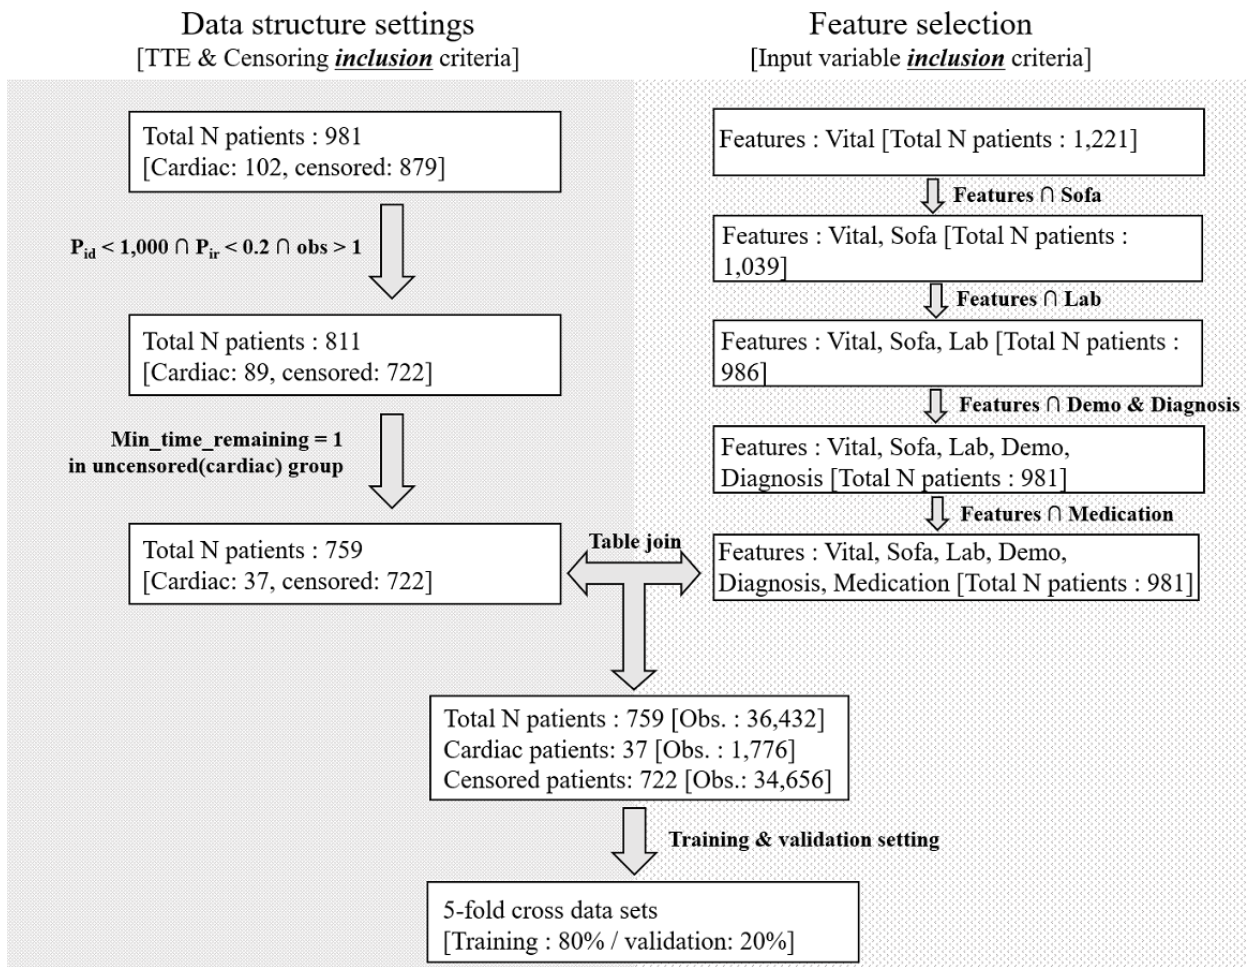 Data structure settings
[TTE & Censoring inclusion criteria]
Total N patients : 981
[Cardiac: 102, censored: 879]
P_id < 1,000 ∩ P_ir < 0.2 ∩ obs > 1
Total N patients : 811
[Cardiac: 89, censored: 722]
Min_time_remaining = 1
in uncensored(cardiac) group
Total N patients : 759
[Cardiac: 37, censored: 722]
Feature selection
[Input variable inclusion criteria]
Features : Vital [Total N patients : 1,221]
Features ∩ Sofa
Features : Vital, Sofa [Total N patients :
1,039]
Features ∩ Lab
Features : Vital, Sofa, Lab [Total N patients :
986]
Features ∩ Demo & Diagnosis
Features : Vital, Sofa, Lab, Demo,
Diagnosis [Total N patients : 981]
Features ∩ Medication
Features : Vital, Sofa, Lab, Demo,
Diagnosis, Medication [Total N patients : 981]
Table join
Total N patients : 759 [Obs. : 36,432]
Cardiac patients: 37 [Obs. : 1,776]
Censored patients: 722 [Obs.: 34,656]
Training & validation setting
5-fold cross data sets
[Training : 80% / validation: 20%]